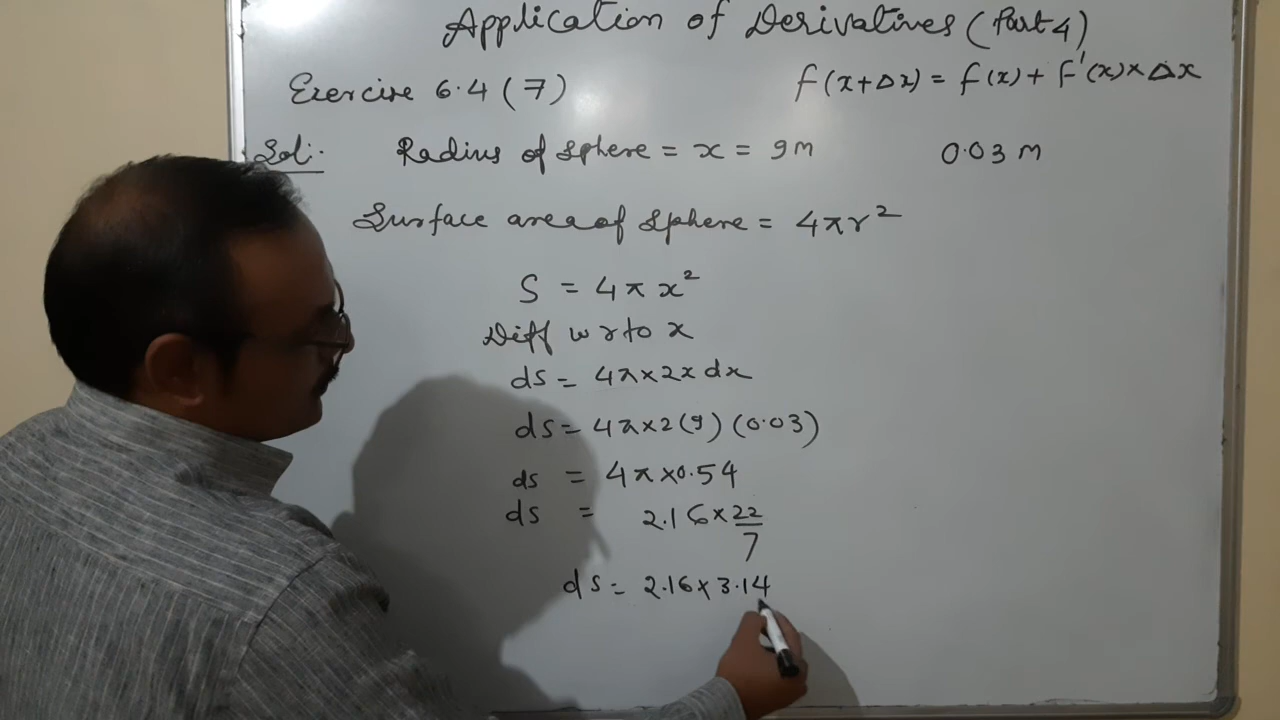 Application of Derivatives (Part 4)
Exercise 6.4 (7)
f(x+Δx) = f(x) + F'(x)×Δx
Sol:. Radius of Sphere = x = 9m 0.03 m
Surface area of Sphere = 4πr²
S = 4πx²
Diff w r to x
ds = 4π×2x dx
ds = 4π×2(9)(0.03)
ds = 4π×0.54
ds = 2.16×22/7
ds = 2.16×3.14